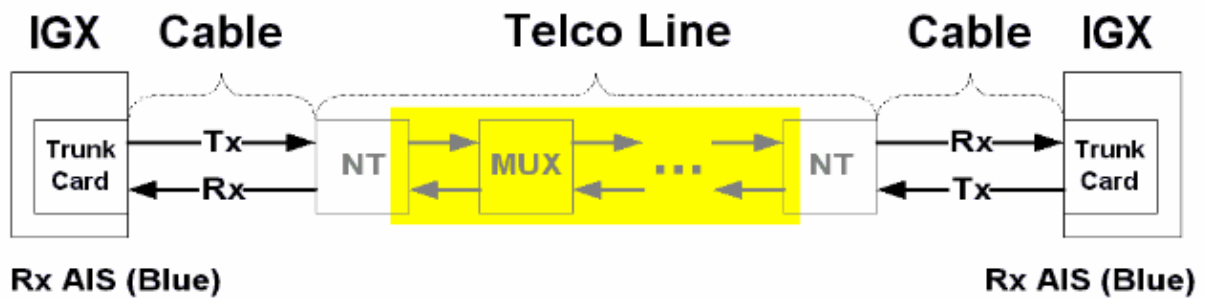 IGX Cable Telco Line Cable IGX
Trunk Card Tx NT MUX ... NT Rx Trunk Card
Rx Tx
Rx AIS (Blue) Rx AIS (Blue)